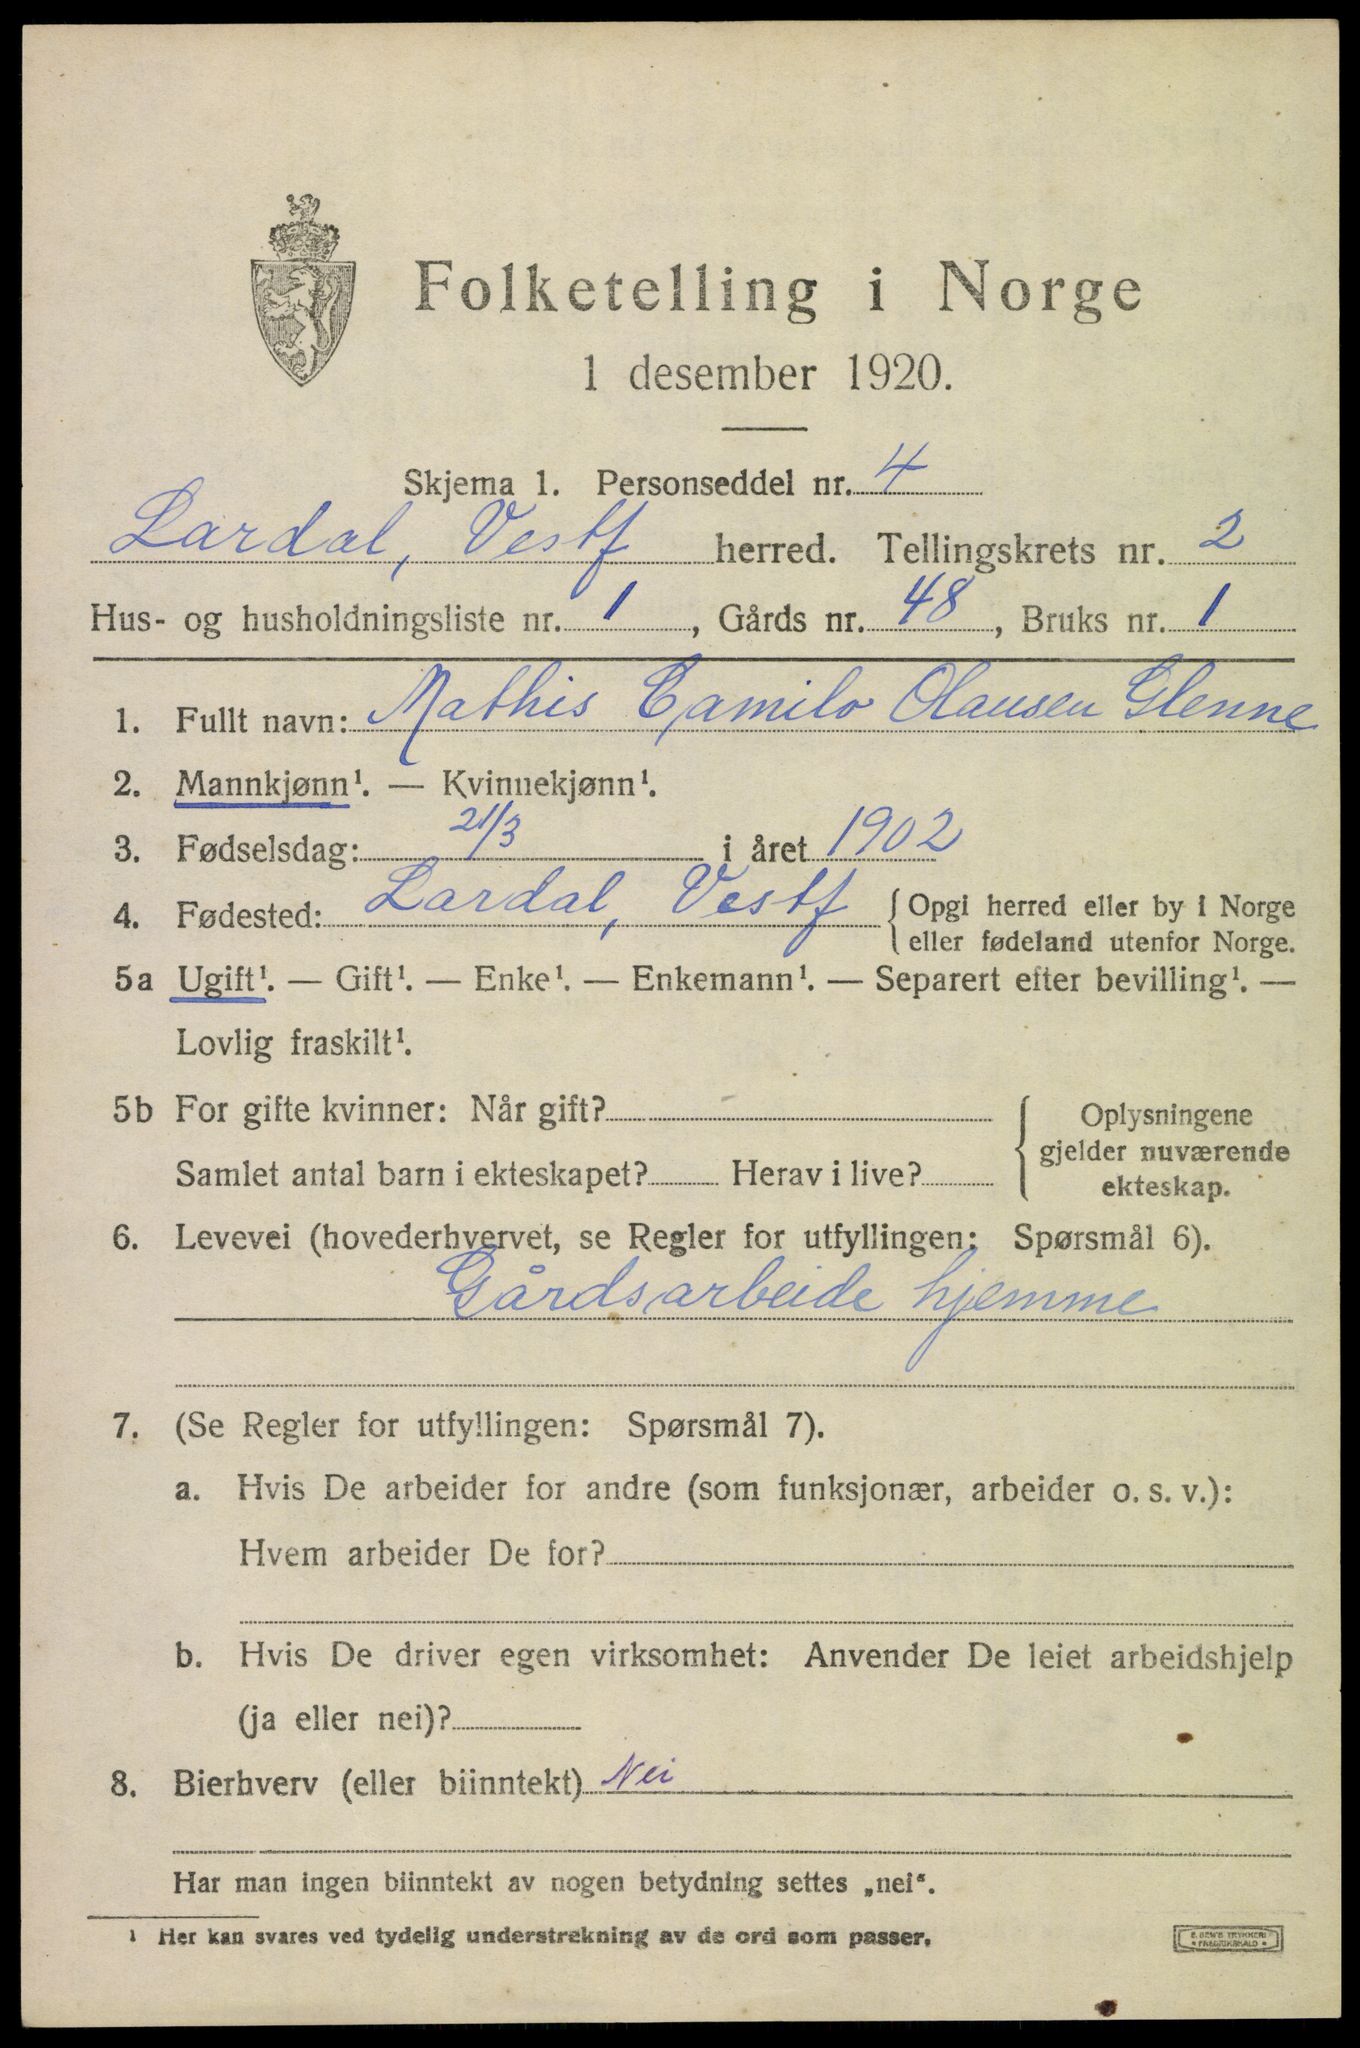 Folketelling i Norge
1 desember 1920.
Skjema 1. Personseddel nr. 4
Lardal, Vestf herred. Tellingskrets nr. 2
Hus- og husholdningsliste nr. 1, Gårds nr. 48, Bruks nr. 1
1. Fullt navn: Mathis Camilo Olausen Glenne
2. Mannkjønn¹. — Kvinnekjønn¹.
3. Fødselsdag: 21/3 i året 1902
4. Fødested: Lardal, Vestf { Opgi herred eller by i Norge
eller fødeland utenfor Norge.
5a Ugift¹. — Gift¹. — Enke¹. — Enkemann¹. — Separert efter bevilling¹. —
Lovlig fraskilt¹.
5b For gifte kvinner: Når gift?
Samlet antal barn i ekteskapet? Herav i live?
{ Oplysningene
gjelder nuværende
ekteskap.
6. Levevei (hovederhvervet, se Regler for utfyllingen: Spørsmål 6).
Gårdsarbeide hjemme
7. (Se Regler for utfyllingen: Spørsmål 7).
a. Hvis De arbeider for andre (som funksjonær, arbeider o. s. v.):
Hvem arbeider De for?
b. Hvis De driver egen virksomhet: Anvender De leiet arbeidshjelp
(ja eller nei)?
8. Bierhverv (eller biinntekt) Nei
Har man ingen biinntekt av nogen betydning settes „nei“.
¹ Her kan svares ved tydelig understrekning av de ord som passer.
E. SEM'S TRYKKERI
FREDRIKSHALD